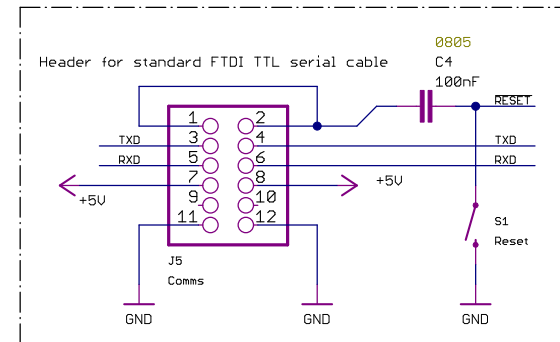 0805
Header for standard FTDI TTL serial cable
C4
100nF
RESET
1 2
TXD 3 4 TXD
RXD 5 6 RXD
7 8
+5V 9 10 +5V
11 12
S1
Reset
J5
Comms
GND GND GND